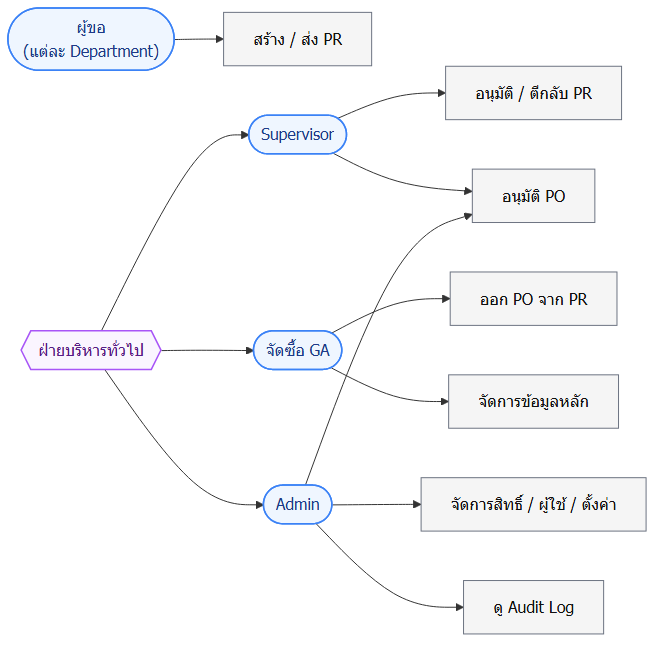 ผู้ขอ
(แต่ละ Department)
สร้าง / ส่ง PR
อนุมัติ / ตีกลับ PR
Supervisor
อนุมัติ PO
ออก PO จาก PR
ฝ่ายบริหารทั่วไป
จัดซื้อ GA
จัดการข้อมูลหลัก
Admin
จัดการสิทธิ์ / ผู้ใช้ / ตั้งค่า
ดู Audit Log